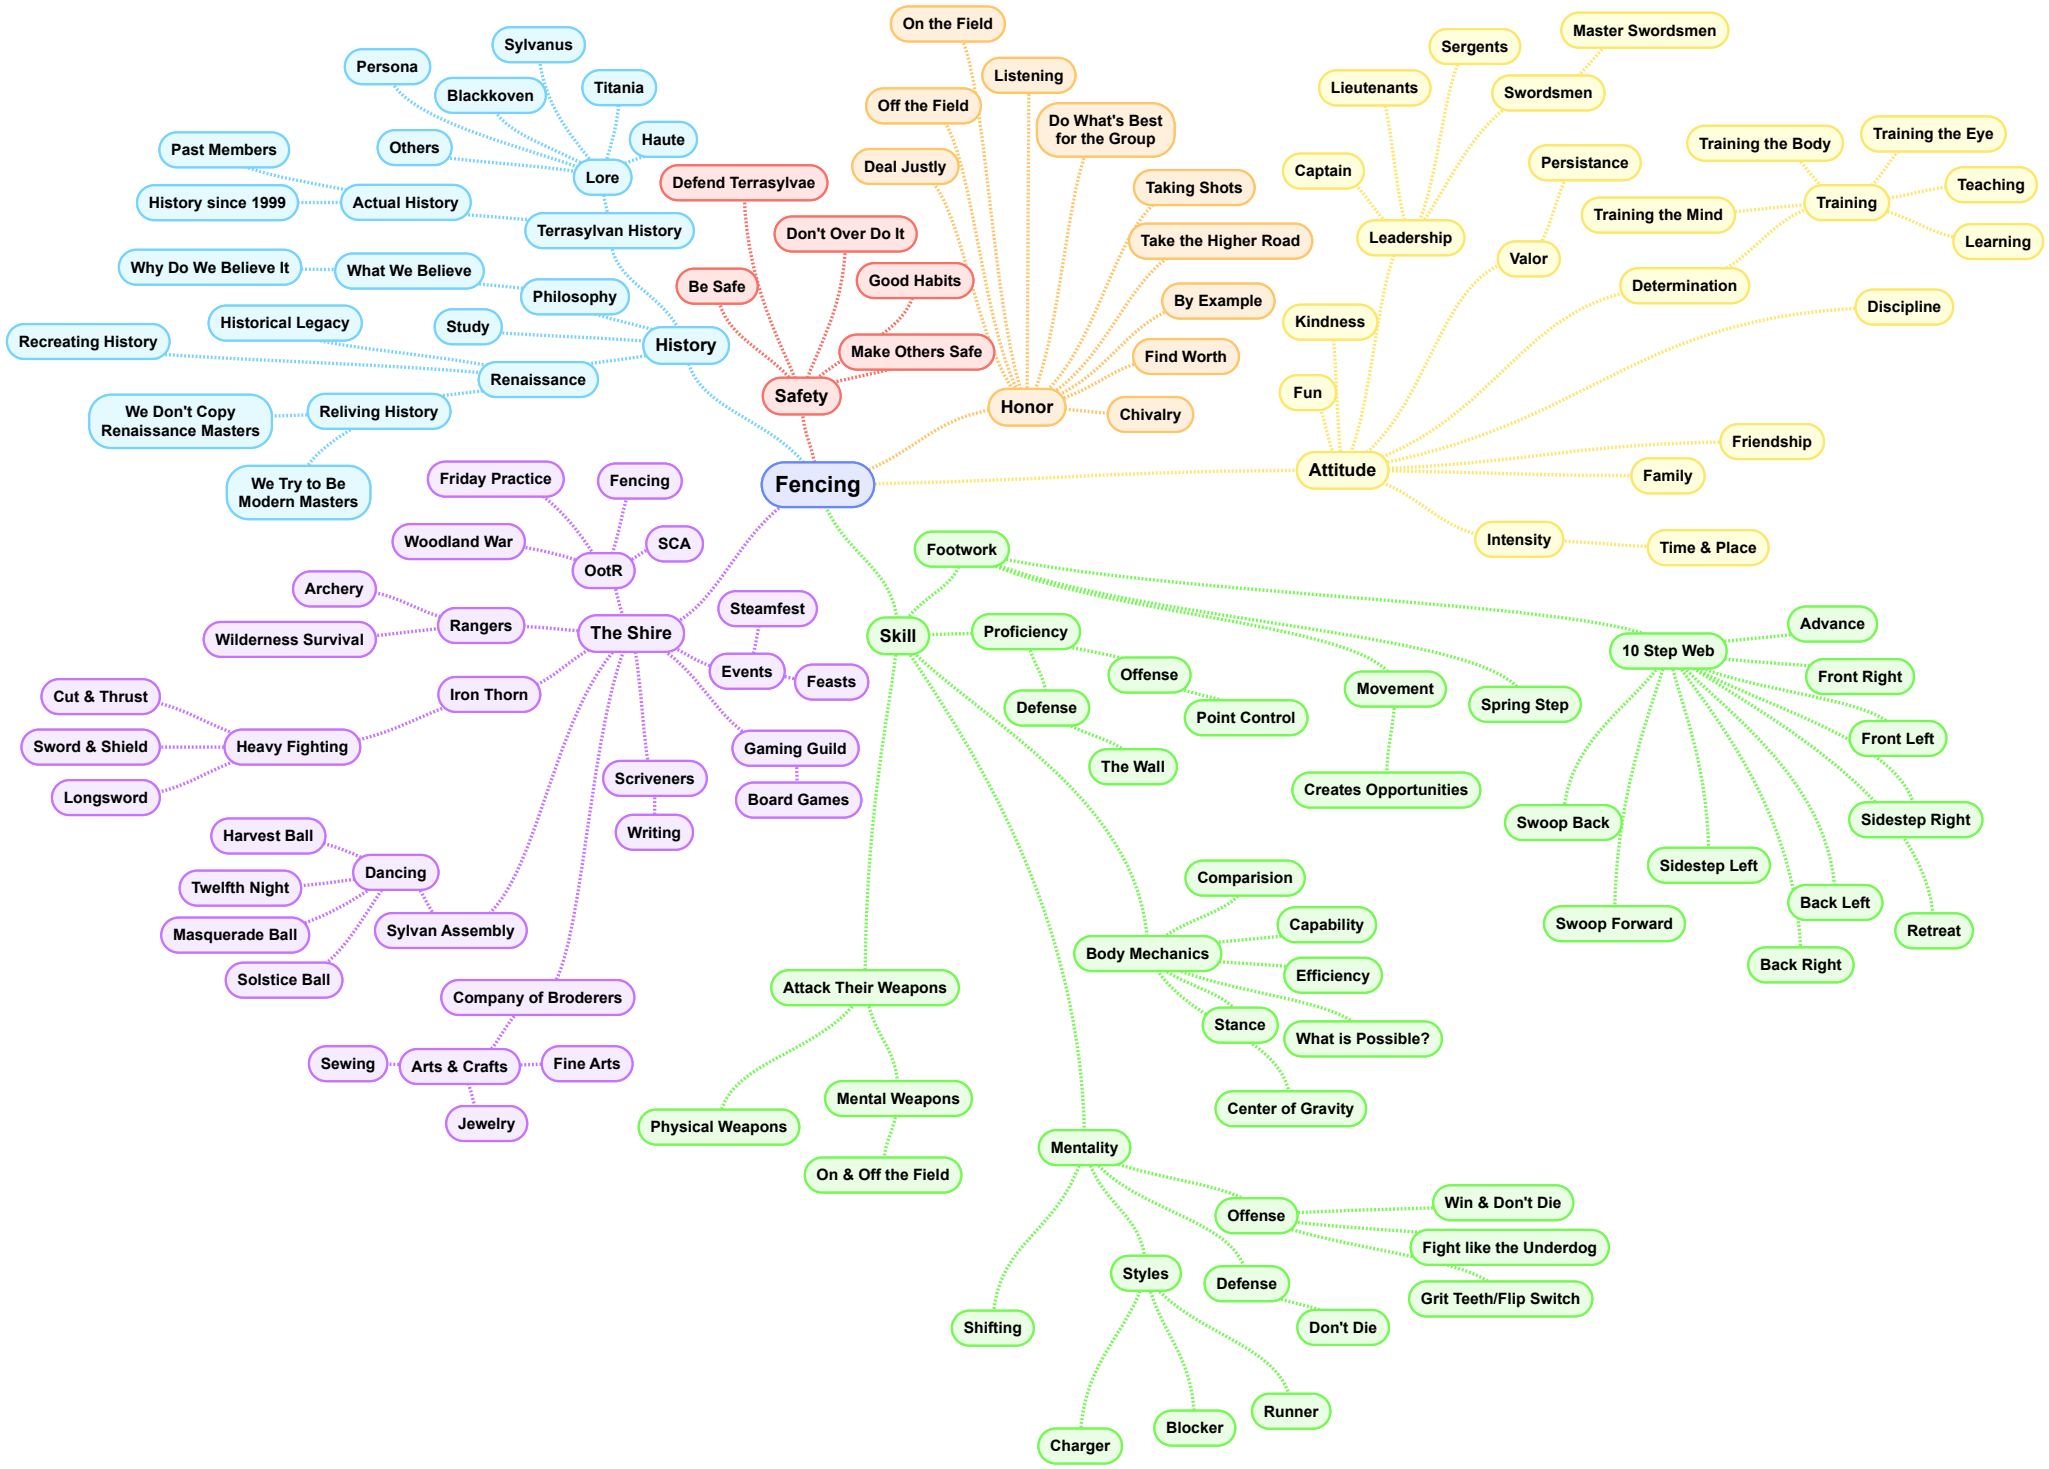 On the Field
Master Swordsmen
Sylvanus
Sergents
Persona
Listening
Titania
Lieutenants
Blackkoven
Swordsmen
Off the Field
Do What's Best
for the Group
Training the Eye
Haute
Training the Body
Others
Past Members
Persistance
Deal Justly
Captain
Lore
Defend Terrasylvae
Teaching
Taking Shots
History since 1999
Actual History
Training
Training the Mind
Terrasylvan History
Don't Over Do It
Leadership
Take the Higher Road
Learning
Valor
Why Do We Believe It
What We Believe
Good Habits
Be Safe
Determination
Philosophy
By Example
Discipline
Historical Legacy
Study
Kindness
Recreating History
History
Make Others Safe
Find Worth
Renaissance
Safety
Fun
Honor
We Don't Copy
Renaissance Masters
Reliving History
Chivalry
Friendship
Attitude
Family
Friday Practice
Fencing
Fencing
We Try to Be
Modern Masters
Woodland War
SCA
Intensity
Time & Place
Footwork
OotR
Archery
Steamfest
Advance
Rangers
The Shire
Skill
Proficiency
Wilderness Survival
10 Step Web
Events
Offense
Front Right
Feasts
Movement
Cut & Thrust
Iron Thorn
Spring Step
Defense
Point Control
Front Left
Sword & Shield
Heavy Fighting
Gaming Guild
The Wall
Scriveners
Creates Opportunities
Longsword
Board Games
Sidestep Right
Swoop Back
Writing
Harvest Ball
Sidestep Left
Dancing
Comparision
Twelfth Night
Back Left
Swoop Forward
Capability
Sylvan Assembly
Retreat
Masquerade Ball
Body Mechanics
Back Right
Efficiency
Solstice Ball
Attack Their Weapons
Company of Broderers
Stance
What is Possible?
Sewing
Arts & Crafts
Fine Arts
Mental Weapons
Center of Gravity
Jewelry
Physical Weapons
Mentality
On & Off the Field
Win & Don't Die
Offense
Fight like the Underdog
Styles
Defense
Grit Teeth/Flip Switch
Shifting
Don't Die
Runner
Blocker
Charger